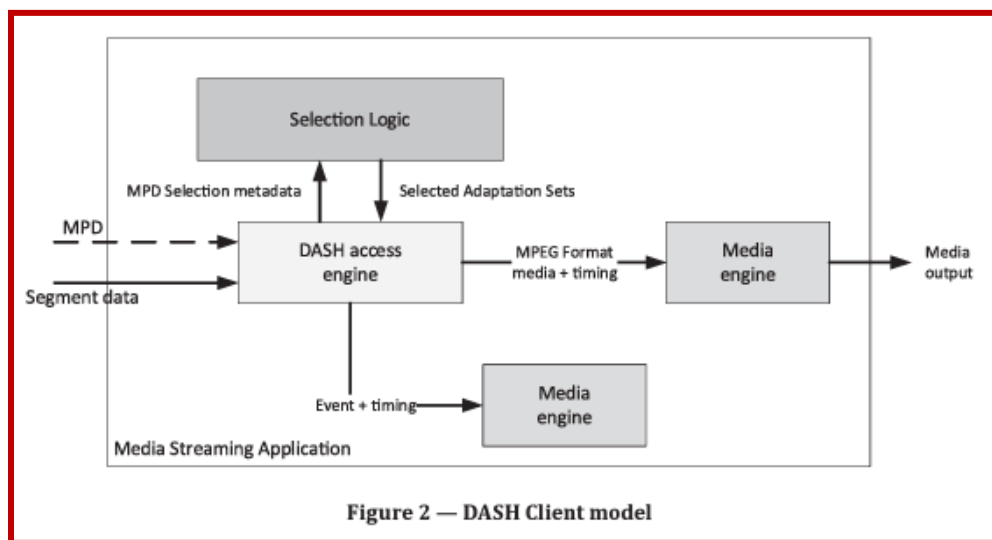 Selection Logic
MPD Selection metadata
Selected Adaptation Sets
MPD
DASH access
engine
MPEG Format
media + timing
Media
engine
Media
output
Segment data
Media
engine
Event + timing
Media Streaming Application
Figure 2 — DASH Client model